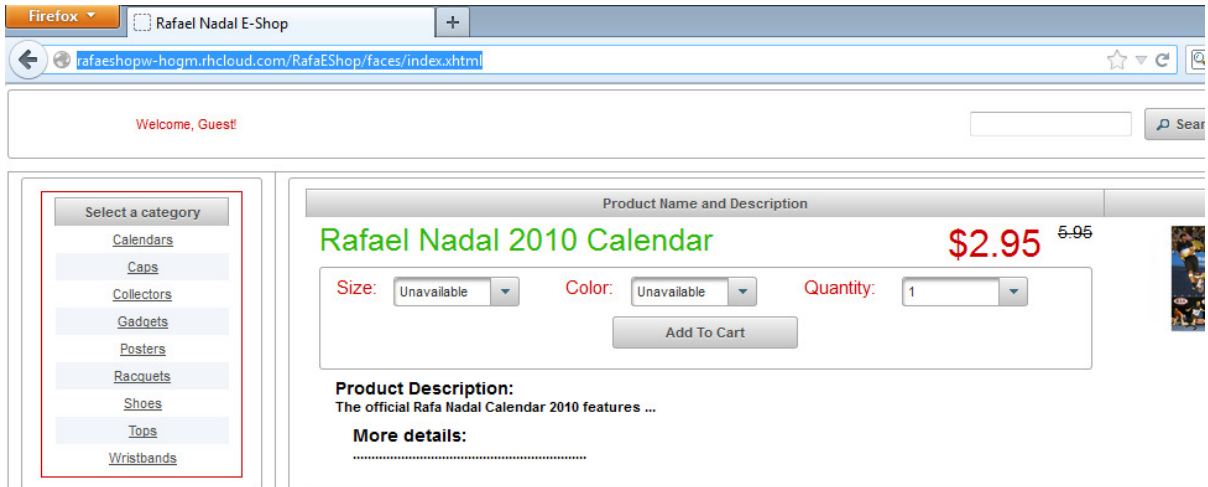 Firefox
Rafael Nadal E-Shop
rafaeshopw-hogm.rhcloud.com/RafaEShop/faces/index.xhtml
Welcome, Guest!
Sear
Select a category
Calendars
Caps
Collectors
Gadgets
Posters
Racquets
Shoes
Tops
Wristbands
Product Name and Description
Rafael Nadal 2010 Calendar $2.95 5.95
Size: Unavailable Color: Unavailable Quantity: 1
Add To Cart
Product Description:
The official Rafa Nadal Calendar 2010 features ...
More details:
................................................................